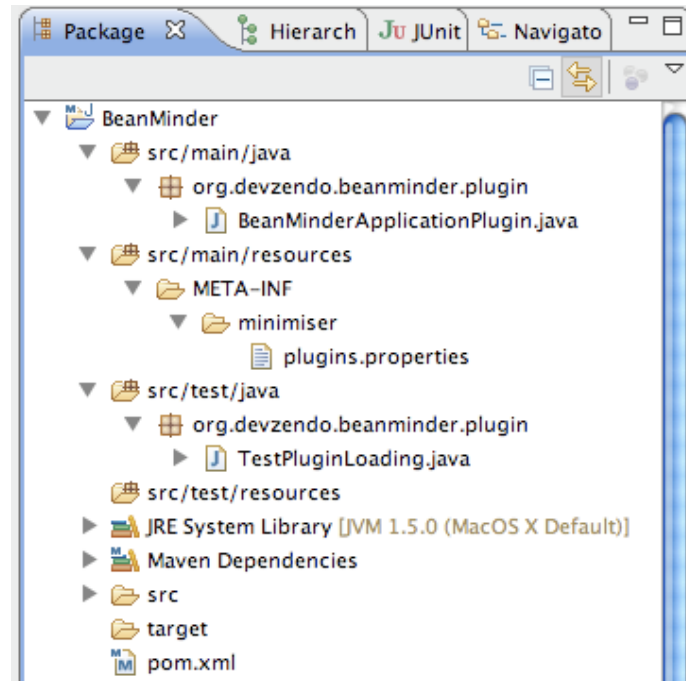 Package Hierarch JUnit Navigato
BeanMinder
src/main/java
org.devzendo.beanminder.plugin
BeanMinderApplicationPlugin.java
src/main/resources
META-INF
minimiser
plugins.properties
src/test/java
org.devzendo.beanminder.plugin
TestPluginLoading.java
src/test/resources
JRE System Library [JVM 1.5.0 (MacOS X Default)]
Maven Dependencies
src
target
pom.xml